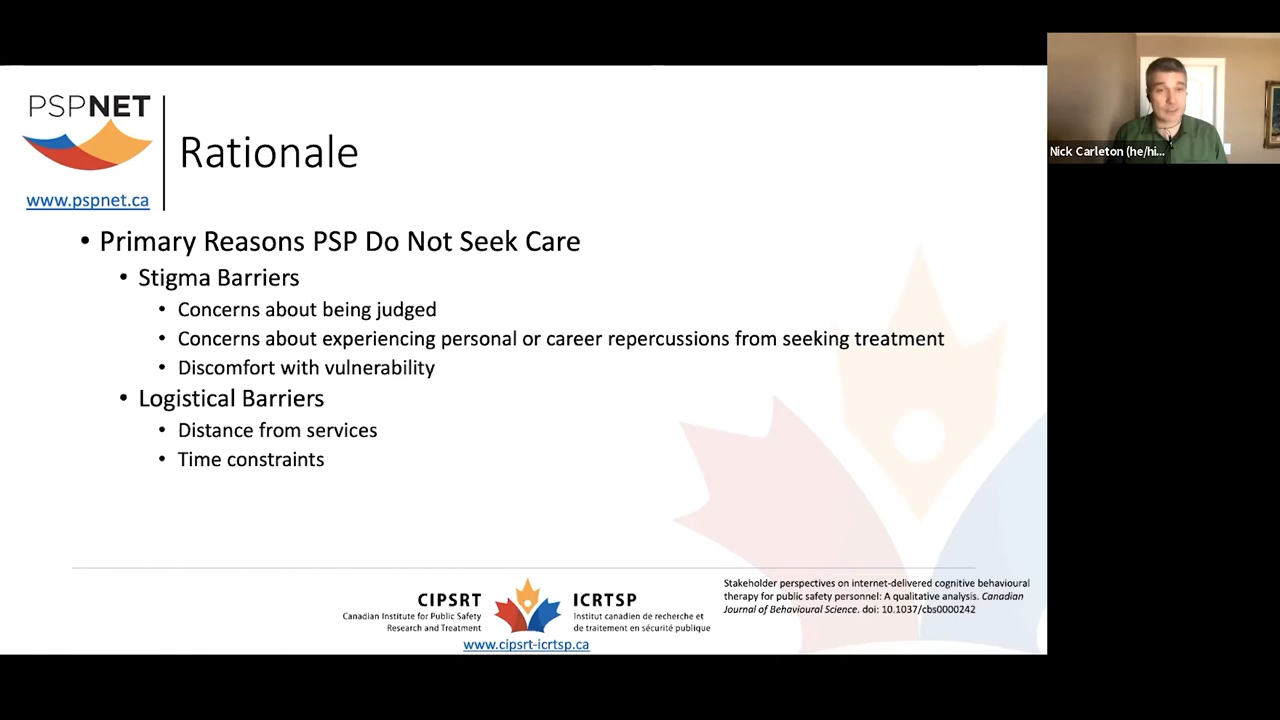 PSPNET
www.pspnet.ca
Rationale
• Primary Reasons PSP Do Not Seek Care
• Stigma Barriers
• Concerns about being judged
• Concerns about experiencing personal or career repercussions from seeking treatment
• Discomfort with vulnerability
• Logistical Barriers
• Distance from services
• Time constraints
CIPSRT
Canadian Institute for Public Safety
Research and Treatment
ICRTSP
Institut canadien de recherche et
de traitement en sécurité publique
www.cipsrt-icrtsp.ca
Stakeholder perspectives on internet-delivered cognitive behavioural
therapy for public safety personnel: A qualitative analysis. Canadian
Journal of Behavioural Science. doi: 10.1037/cbs0000242
Nick Carleton (he/hi...